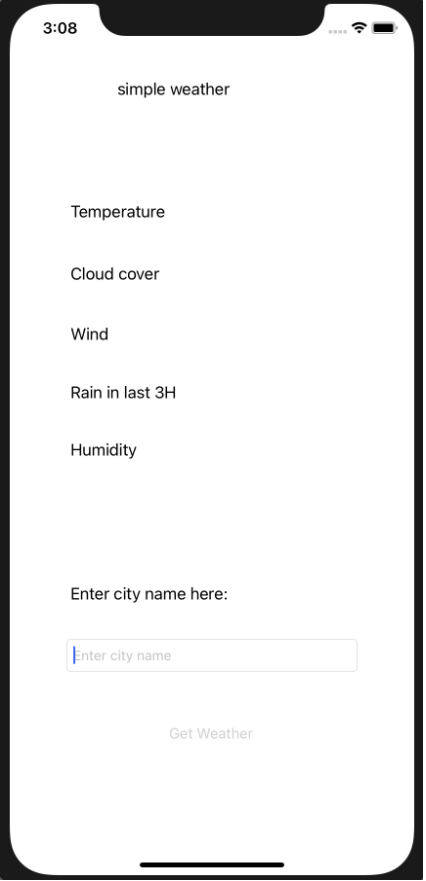 3:08
simple weather
Temperature
Cloud cover
Wind
Rain in last 3H
Humidity
Enter city name here:
Enter city name
Get Weather